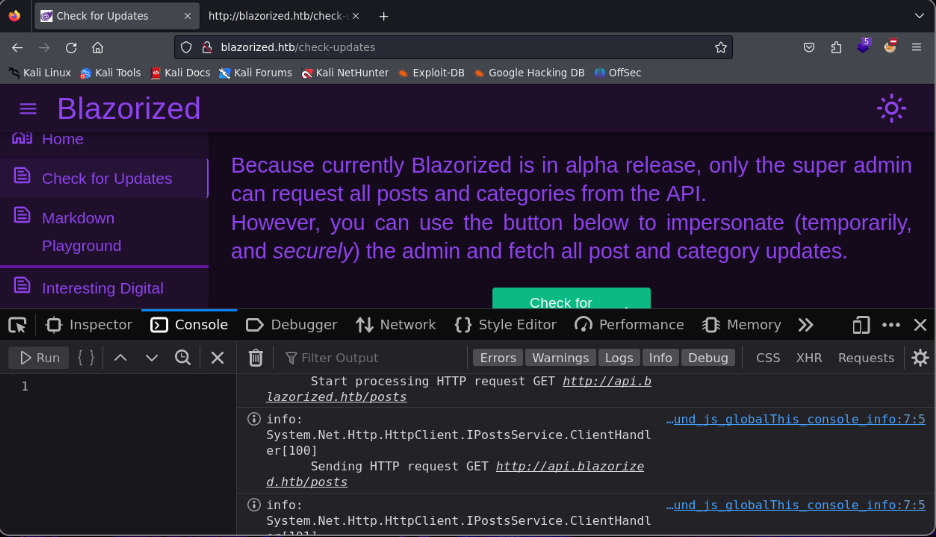 Check for Updates
http://blazorized.htb/check-
blazorized.htb/check-updates
5
Kali Linux
Kali Tools
Kali Docs
Kali Forums
Kali NetHunter
Exploit-DB
Google Hacking DB
OffSec
Blazorized
Home
Check for Updates
Markdown
Playground
Interesting Digital
Because currently Blazorized is in alpha release, only the super admin
can request all posts and categories from the API.
However, you can use the button below to impersonate (temporarily,
and securely) the admin and fetch all post and category updates.
Check for
Inspector
Console
Debugger
Network
{} Style Editor
Performance
Memory
Run
{ }
Filter Output
Errors
Warnings
Logs
Info
Debug
CSS
XHR
Requests
1
Start processing HTTP request GET http://api.b
lazorized.htb/posts
info:
…und_js_globalThis_console_info:7:5
System.Net.Http.HttpClient.IPostsService.ClientHandl
er[100]
Sending HTTP request GET http://api.blazorize
d.htb/posts
info:
…und_js_globalThis_console_info:7:5
System.Net.Http.HttpClient.IPostsService.ClientHandl
er[101]